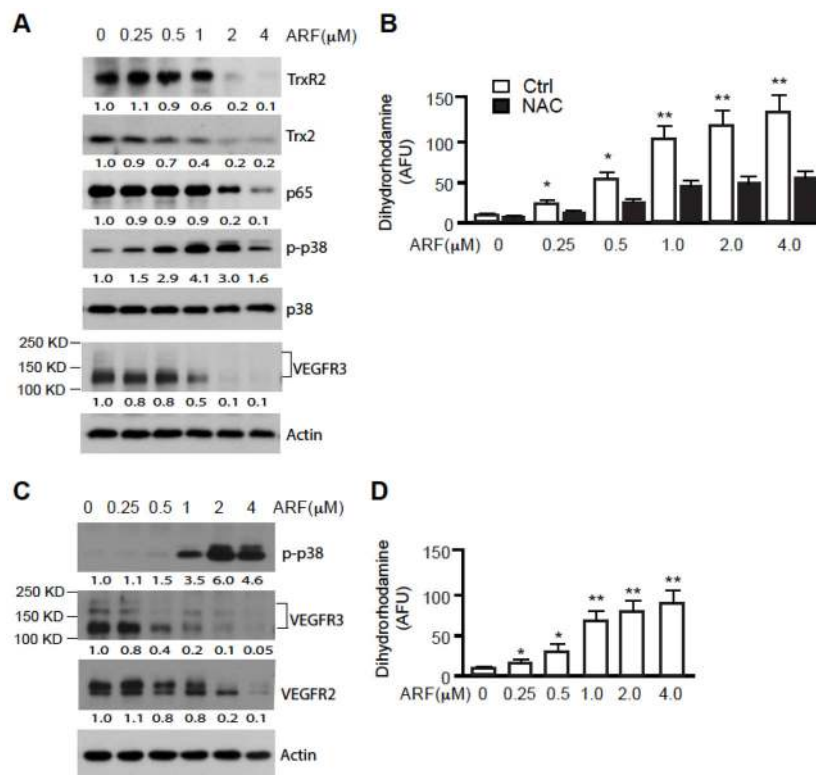 A
0 0.25 0.5 1 2 4 ARF(μM)
TrxR2
1.0 1.1 0.9 0.6 0.2 0.1
Trx2
1.0 0.9 0.7 0.4 0.2 0.2
p65
1.0 0.9 0.9 0.9 0.2 0.1
p-p38
1.0 1.5 2.9 4.1 3.0 1.6
p38
250 KD
150 KD
100 KD
VEGFR3
1.0 0.8 0.8 0.5 0.1 0.1
Actin
B
Ctrl
NAC
Dihydrorhodamine
(AFU)
150
100
50
0
* * ** ** **
ARF(μM) 0 0.25 0.5 1.0 2.0 4.0
C
0 0.25 0.5 1 2 4 ARF(μM)
p-p38
1.0 1.1 1.5 3.5 6.0 4.6
250 KD
150 KD
100 KD
VEGFR3
1.0 0.8 0.4 0.2 0.1 0.05
VEGFR2
1.0 1.1 0.8 0.8 0.2 0.1
Actin
D
Dihydrorhodamine
(AFU)
150
100
50
0
* * ** ** **
ARF(μM) 0 0.25 0.5 1.0 2.0 4.0